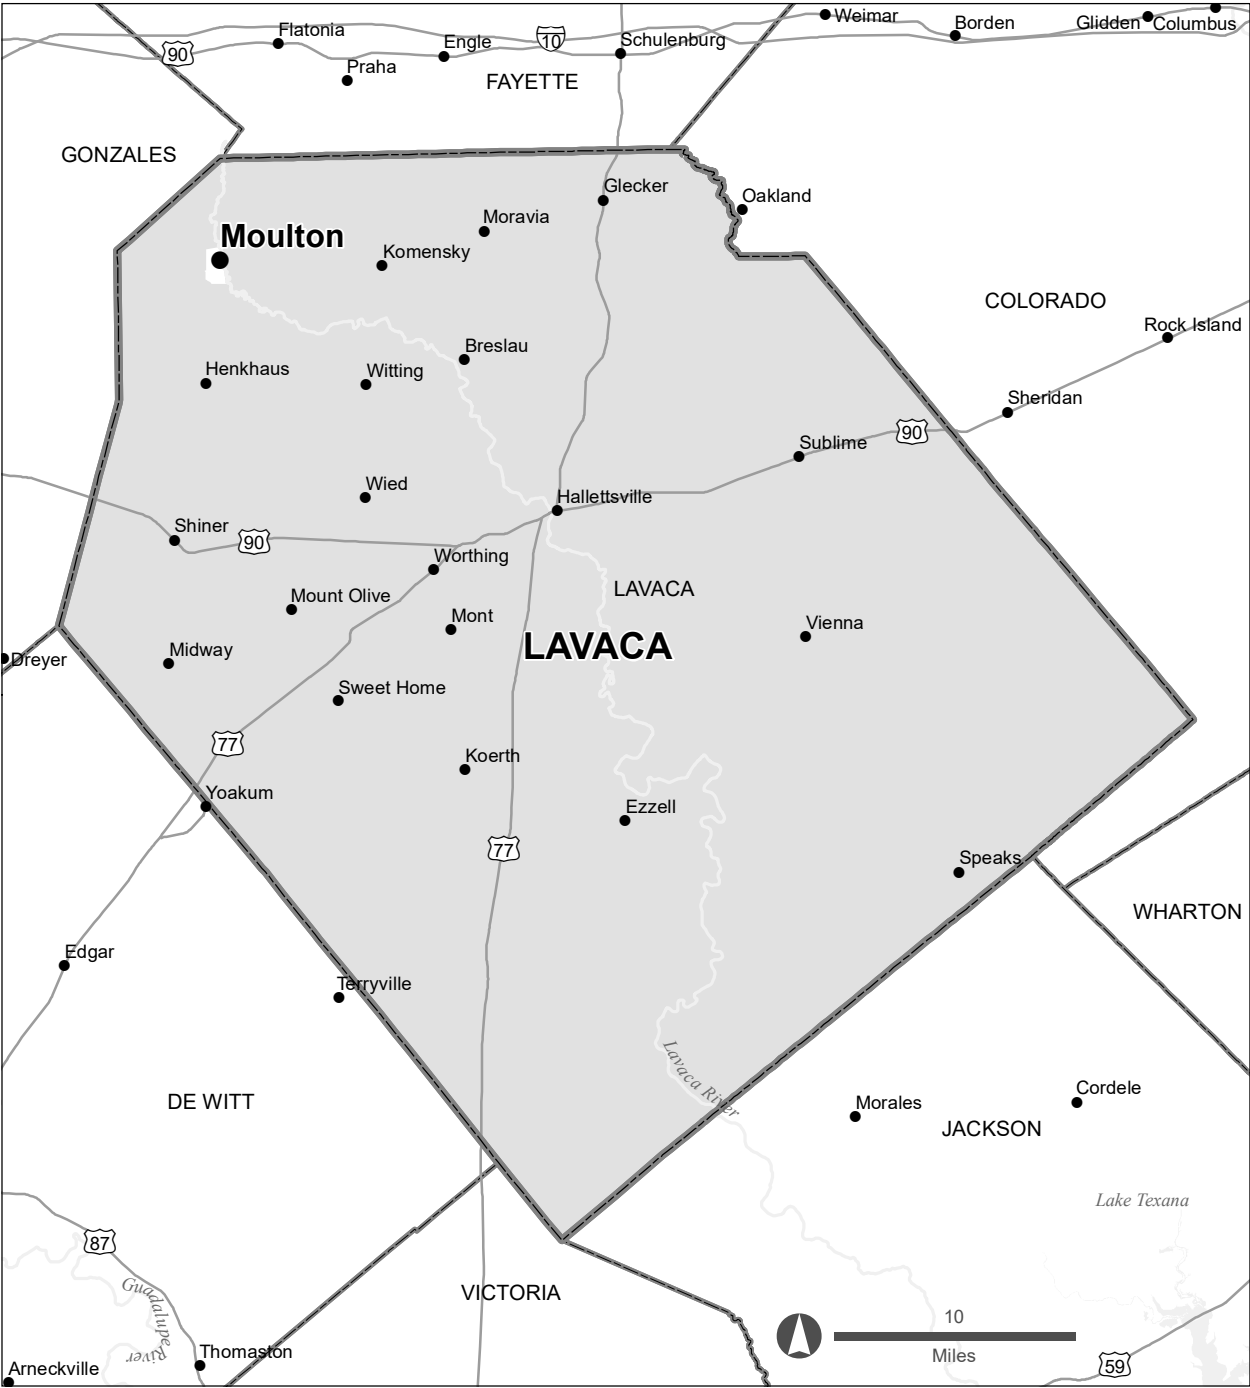 Weimar
Borden
Glidden
Columbus
Flatonia
90
Engle
10
Schulenburg
Praha
FAYETTE
GONZALES
Glecker
Oakland
Moravia
Moulton
Komensky
COLORADO
Rock Island
Breslau
Henkhaus
Witting
Sheridan
90
Sublime
Wied
Hallettsville
Shiner
90
Worthing
LAVACA
Mount Olive
Mont
Vienna
LAVACA
Midway
Dreyer
Sweet Home
77
Koerth
Yoakum
Ezzell
77
Speaks
WHARTON
Edgar
Terryville
Lavaca River
DE WITT
Morales
Cordele
JACKSON
Lake Texana
87
Guadalupe
River
VICTORIA
10
Miles
Thomaston
59
Arneckville